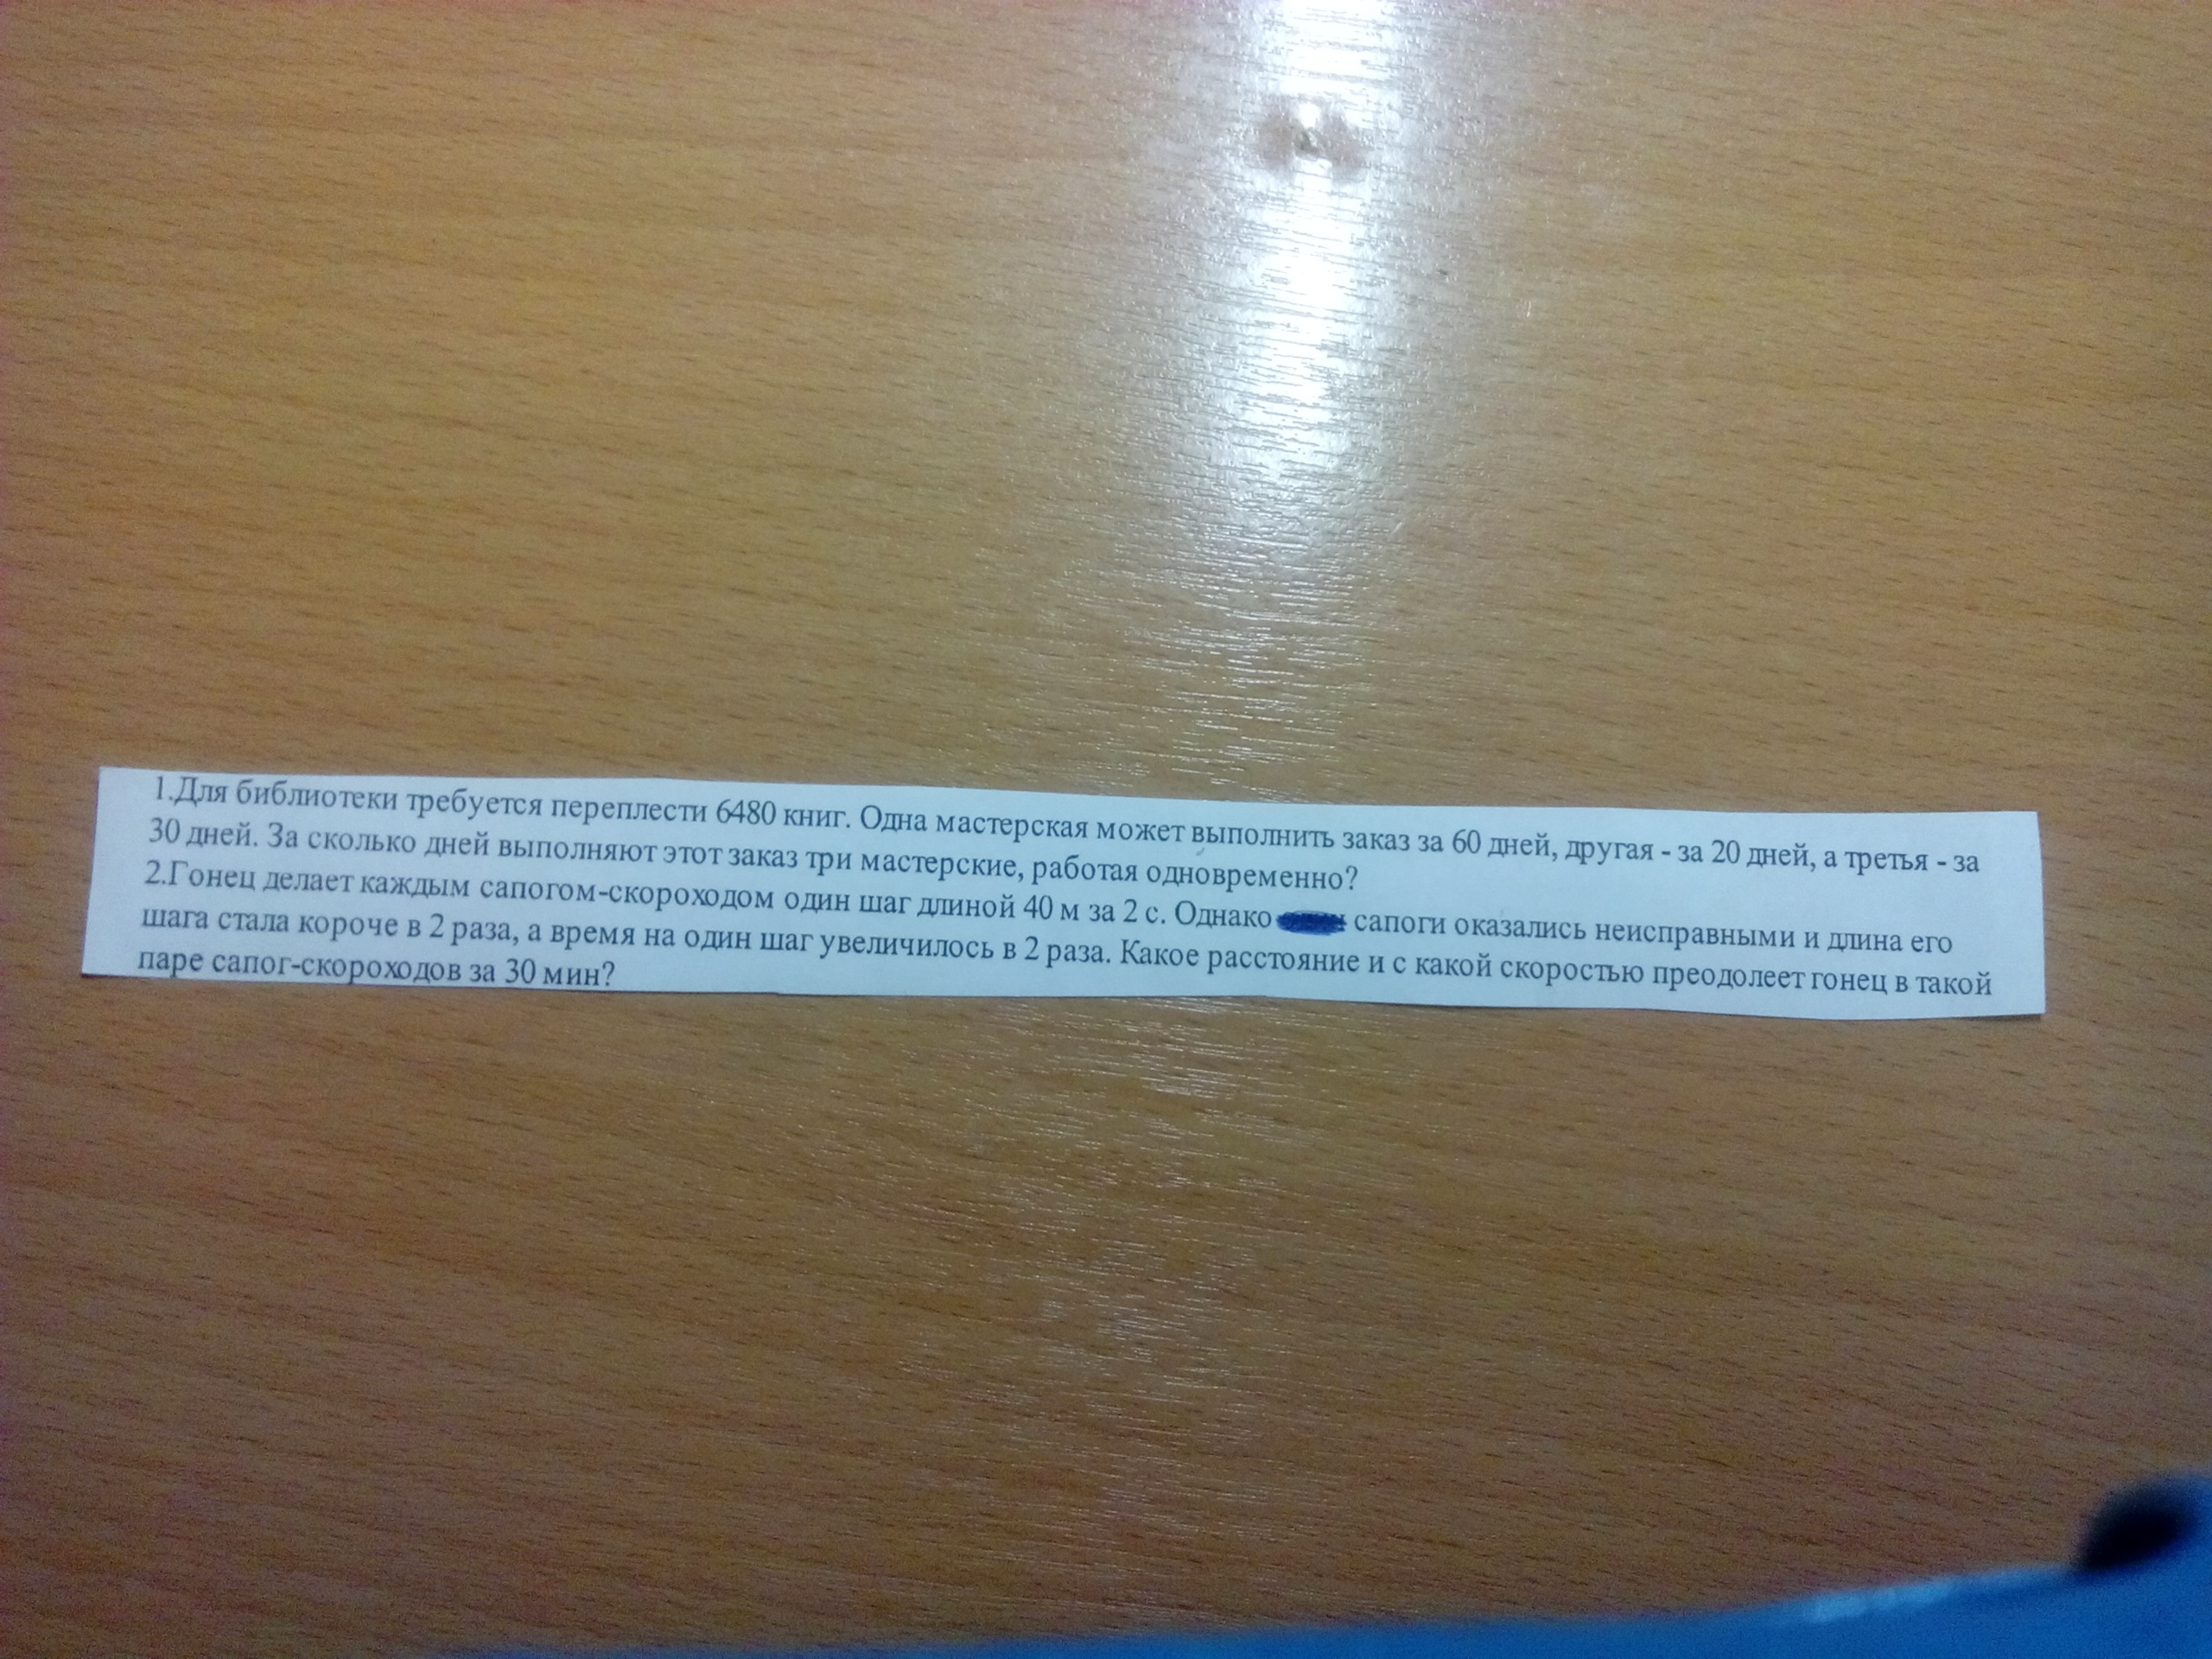 1.Для библиотеки требуется переплести 6480 книг. Одна мастерская может выполнить заказ за 60 дней, другая - за 20 дней, а третья - за
30 дней. За сколько дней выполняют этот заказ три мастерские, работая одновременно?
2.Гонец делает каждым сапогом-скороходом один шаг длиной 40 м за 2 с. Однако сапоги оказались неисправными и длина его
шага стала короче в 2 раза, а время на один шаг увеличилось в 2 раза. Какое расстояние и с какой скоростью преодолеет гонец в такой
паре сапог-скороходов за 30 мин?